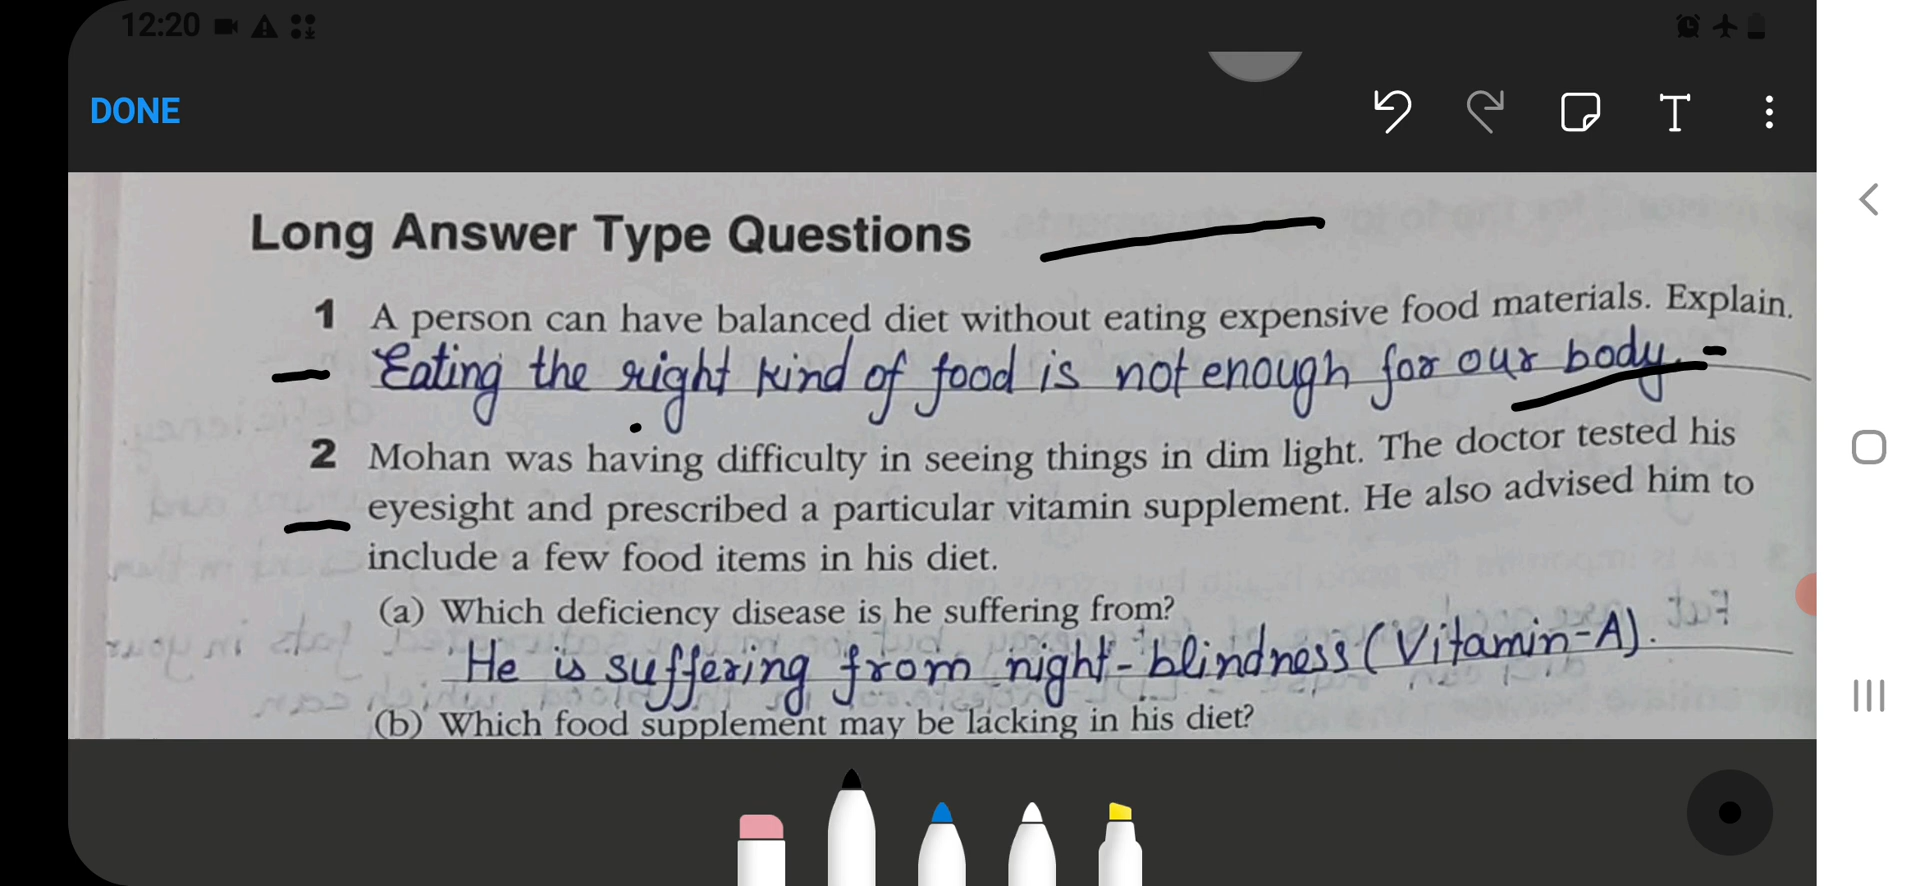 12:20
DONE
T
Long Answer Type Questions
1 A person can have balanced diet without eating expensive food materials. Explain.
Eating the right kind of food is not enough for our body.
2 Mohan was having difficulty in seeing things in dim light. The doctor tested his
eyesight and prescribed a particular vitamin supplement. He also advised him to
include a few food items in his diet.
(a) Which deficiency disease is he suffering from?
He is suffering from night-blindness (Vitamin-A).
(b) Which food supplement may be lacking in his diet?